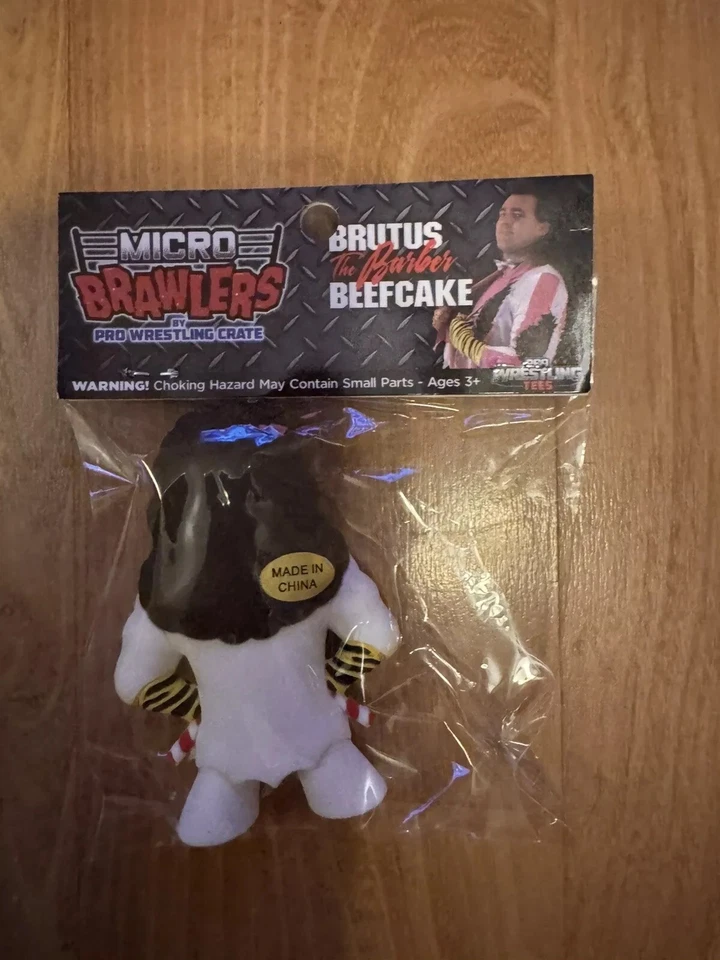 MICRO
BRAWLERS
BY
PRO WRESTLING CRATE
BRUTUS
The Barber
BEEFCAKE
PRO
WRESTLING
TEES
WARNING! Choking Hazard May Contain Small Parts - Ages 3+
MADE IN
CHINA